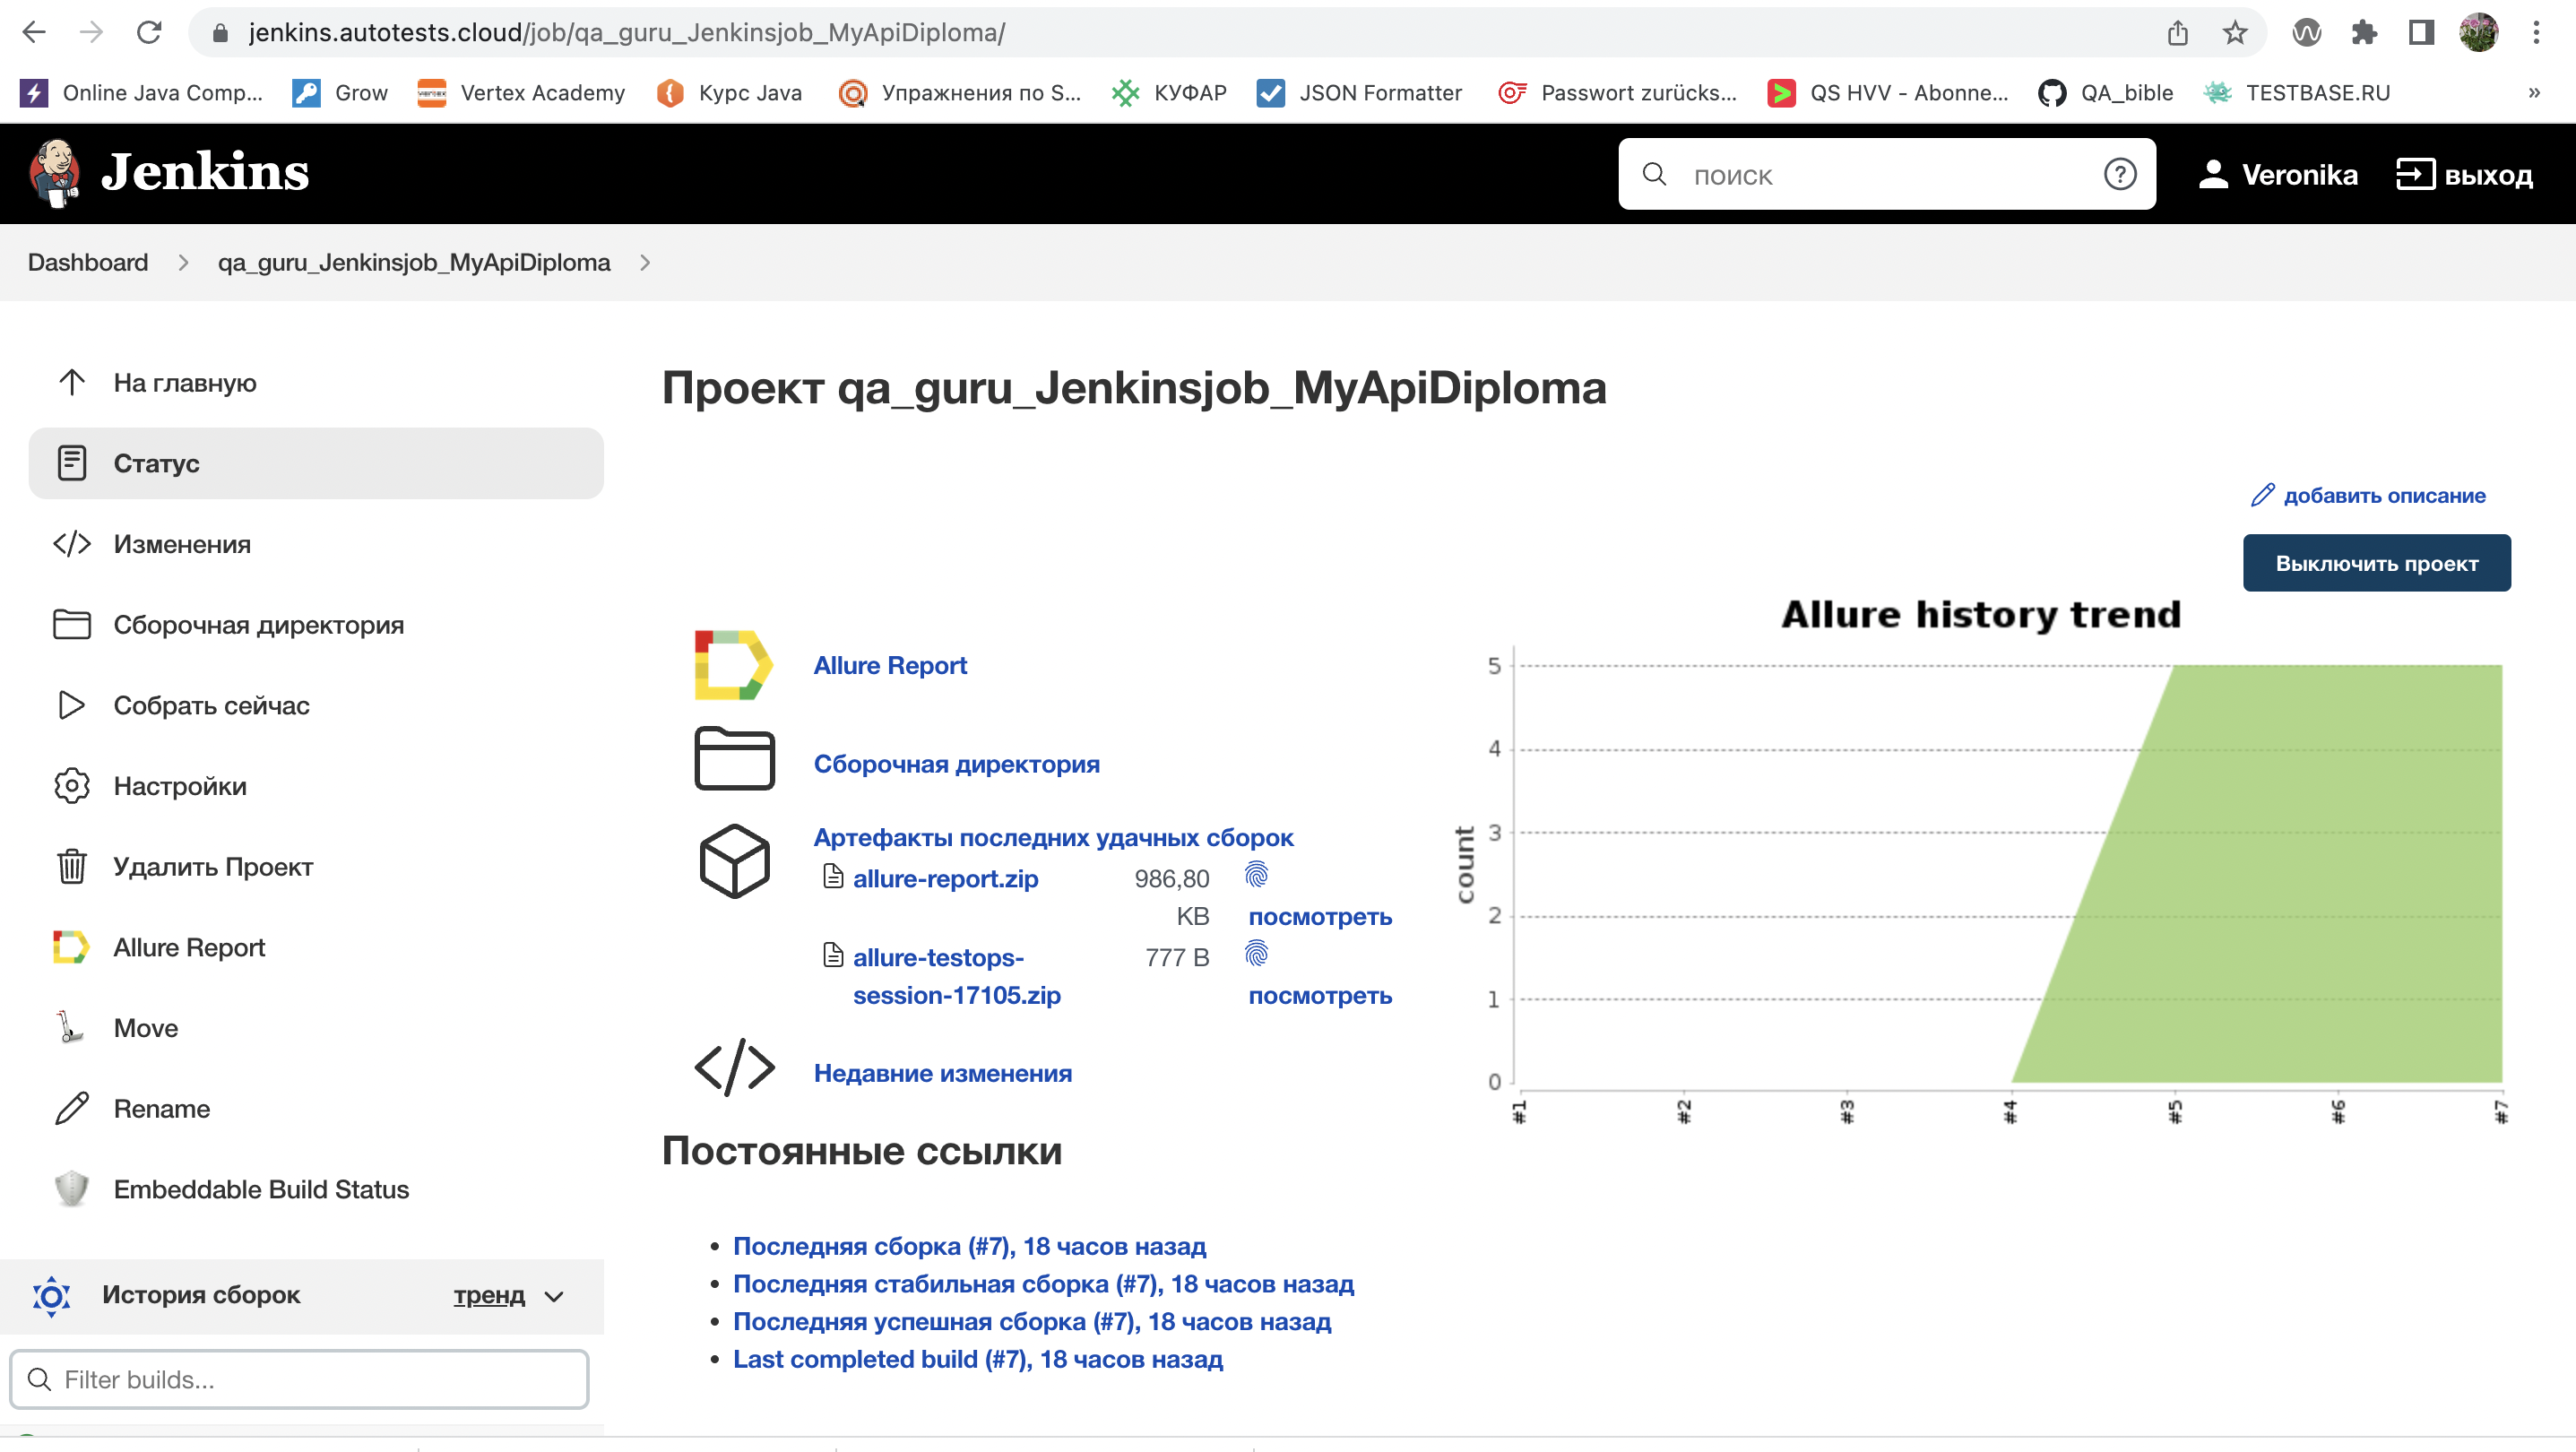 jenkins.autotests.cloud/job/qa_guru_Jenkinsjob_MyApiDiploma/
Online Java Comp...
Grow
Vertex Academy
Курс Java
Упражнения по S...
КУФАР
JSON Formatter
Passwort zurücks...
QS HVV - Abonne...
QA_bible
TESTBASE.RU
»
Jenkins
поиск
Veronika
выход
Dashboard
qa_guru_Jenkinsjob_MyApiDiploma
На главную
Статус
Изменения
Сборочная директория
Собрать сейчас
Настройки
Удалить Проект
Allure Report
Move
Rename
Embeddable Build Status
История сборок
тренд
Filter builds...
Проект qa_guru_Jenkinsjob_MyApiDiploma
добавить описание
Выключить проект
Allure Report
Сборочная директория
Артефакты последних удачных сборок
allure-report.zip 986,80
KB посмотреть
allure-testops- 777 B
session-17105.zip посмотреть
Недавние изменения
Allure history trend
count
5
4
3
2
1
0
#1 #2 #3 #4 #5 #6 #7
Постоянные ссылки
• Последняя сборка (#7), 18 часов назад
• Последняя стабильная сборка (#7), 18 часов назад
• Последняя успешная сборка (#7), 18 часов назад
• Last completed build (#7), 18 часов назад